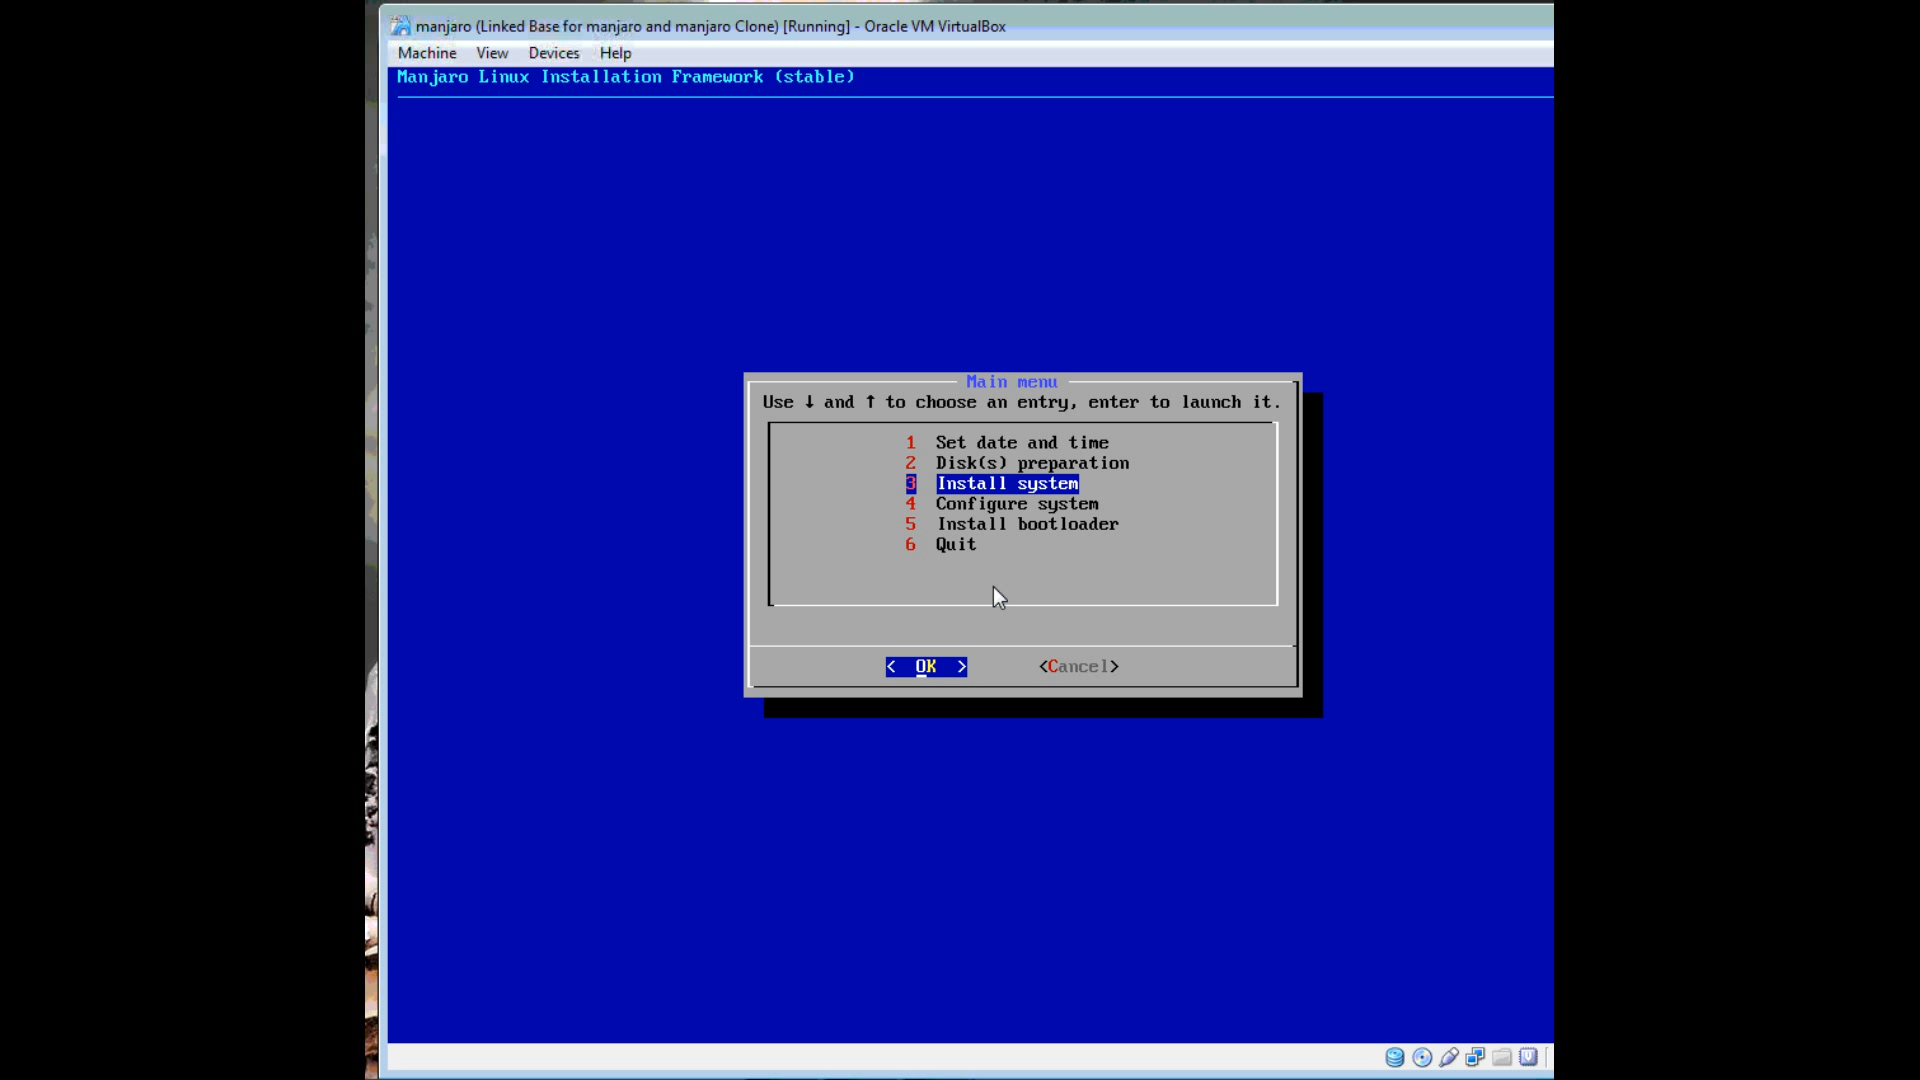 manjaro (Linked Base for manjaro and manjaro Clone) [Running] - Oracle VM VirtualBox
Machine View Devices Help
Manjaro Linux Installation Framework (stable)
Main menu
Use ↓ and ↑ to choose an entry, enter to launch it.
1 Set date and time
2 Disk(s) preparation
3 Install system
4 Configure system
5 Install bootloader
6 Quit
< OK > <Cancel>